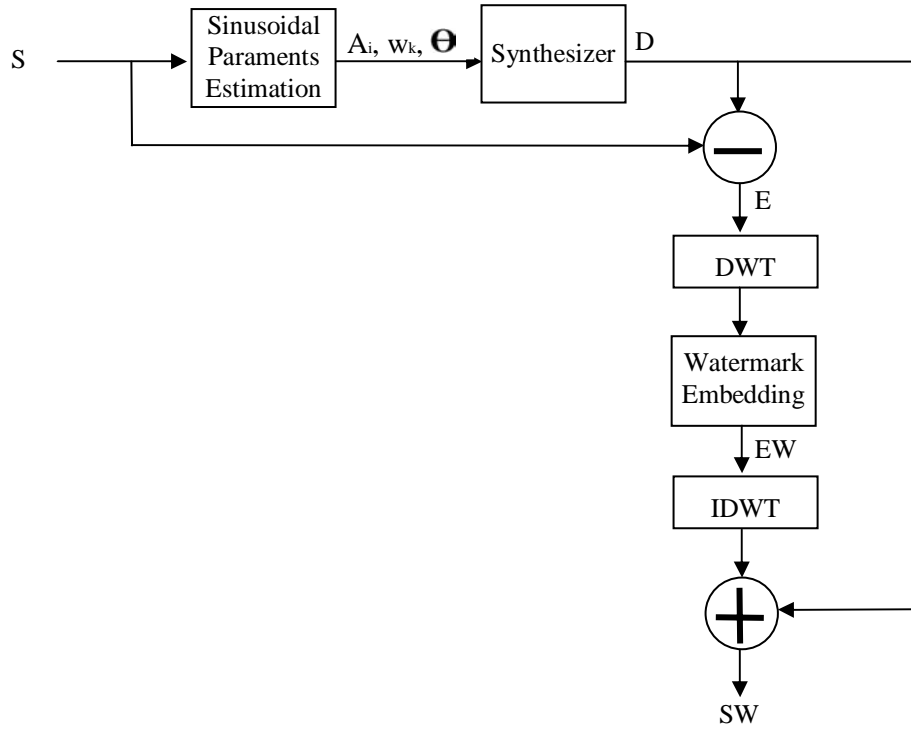 S
Sinusoidal
Paraments
Estimation
Ai, wk, Θ
Synthesizer
D
E
DWT
Watermark
Embedding
EW
IDWT
SW